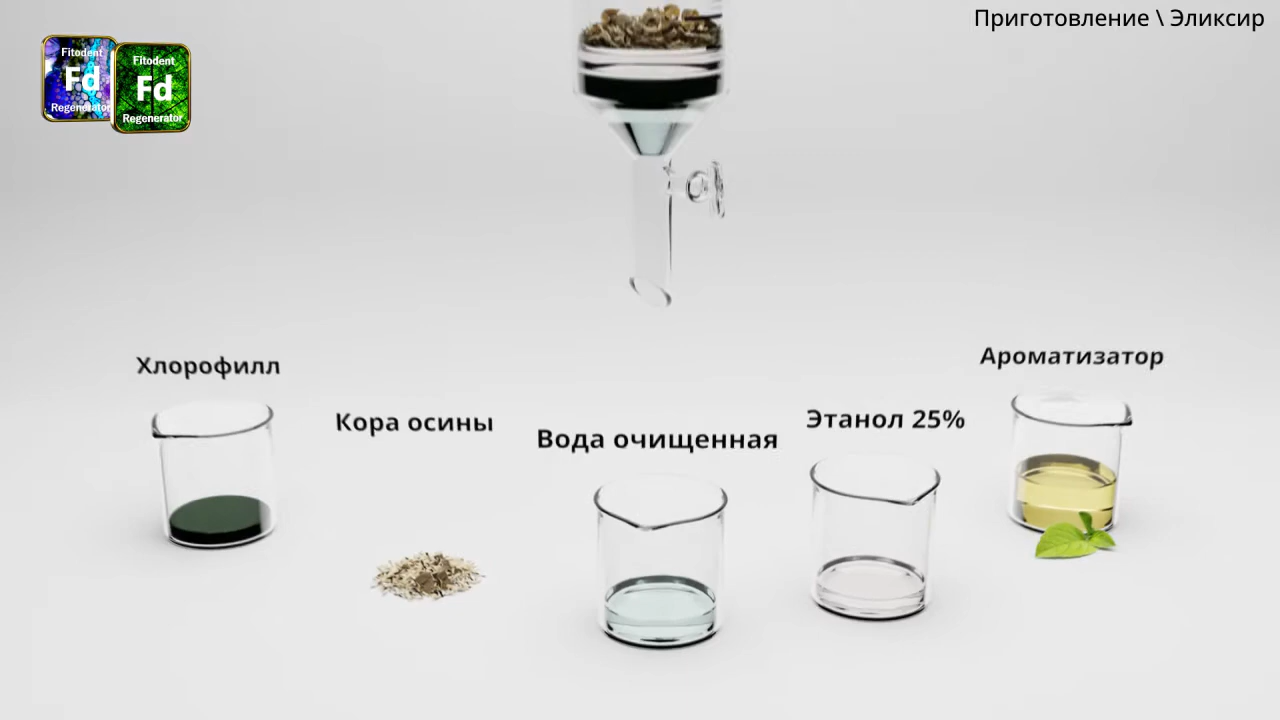 Приготовление \ Эликсир
Fitodent
Fd
Regenerator
Fitodent
Fd
Regenerator
Хлорофилл
Кора осины
Вода очищенная
Этанол 25%
Ароматизатор